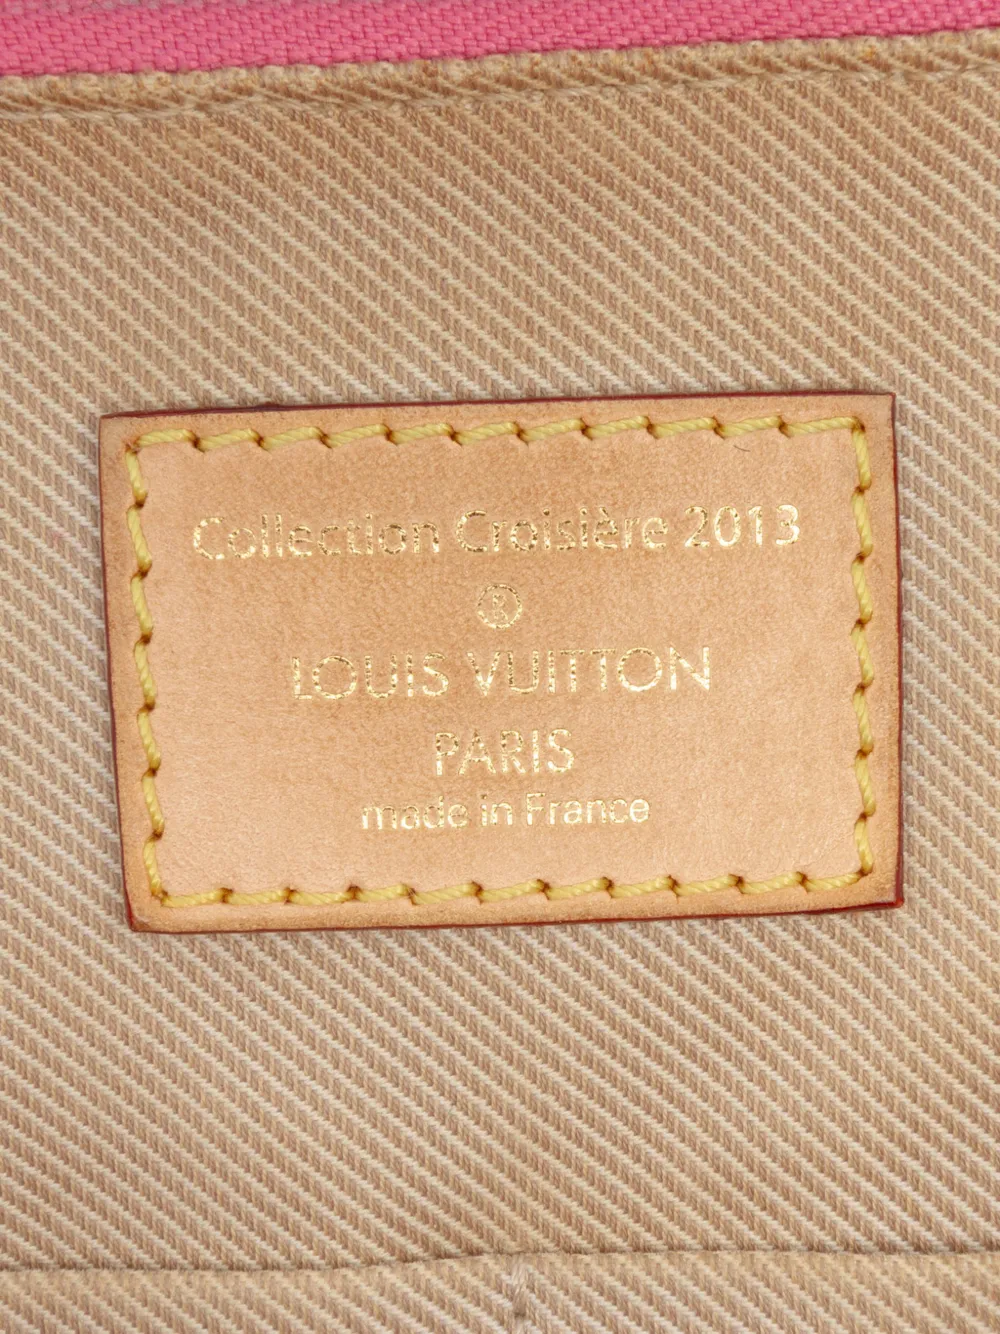 Collection Croisière 2013
®
LOUIS VUITTON
PARIS
made in France